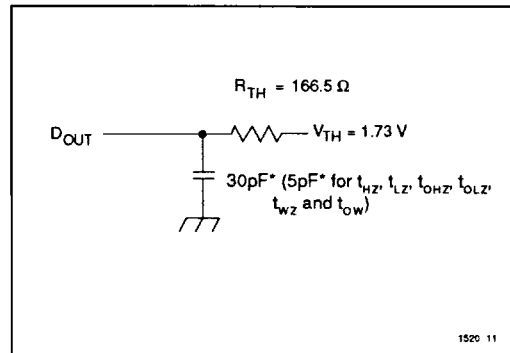 R_TH = 166.5 Ω
D_OUT
V_TH = 1.73 V
30pF* (5pF* for t_HZ, t_LZ, t_OHZ, t_OLZ,
t_WZ and t_OW)
1520 11